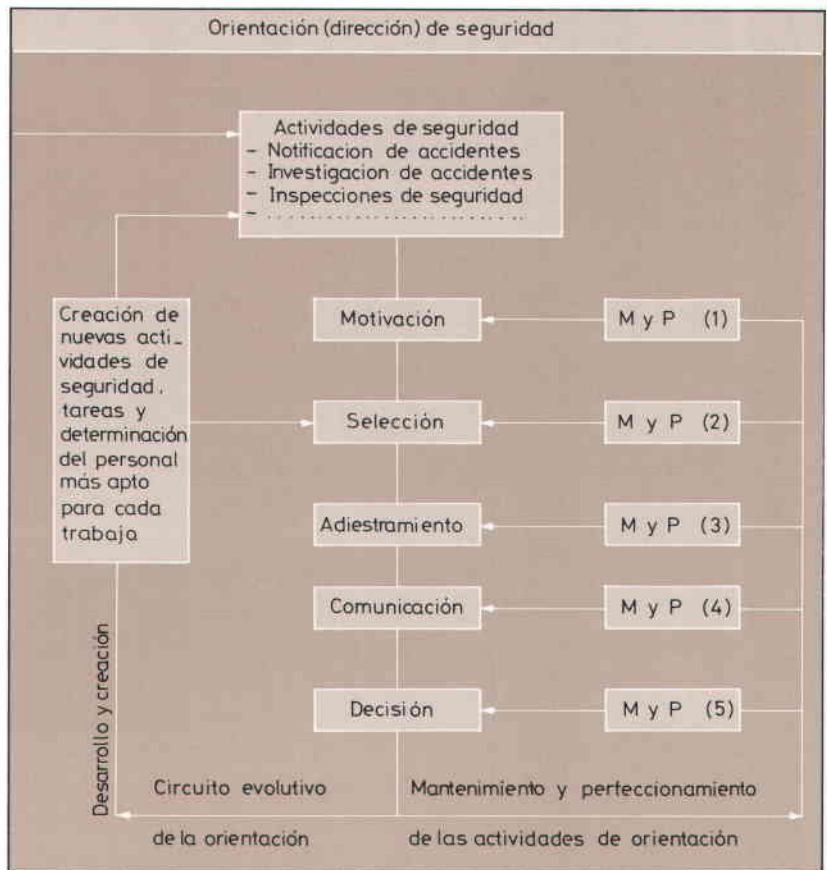 Orientación (dirección) de seguridad
Actividades de seguridad
- Notificacion de accidentes
- Investigacion de accidentes
- Inspecciones de seguridad
- . . . . . . . . . . . . . . . . . . . . . . .
Creación de
nuevas acti_
vidades de
seguridad,
tareas y
determinación
del personal
más apto
para cada
trabajo
Motivación
M y P (1)
Selección
M y P (2)
Adiestramiento
M y P (3)
Comunicación
M y P (4)
Decisión
M y P (5)
Desarrollo y creación
Circuito evolutivo
de la orientación
Mantenimiento y perfeccionamiento
de las actividades de orientación